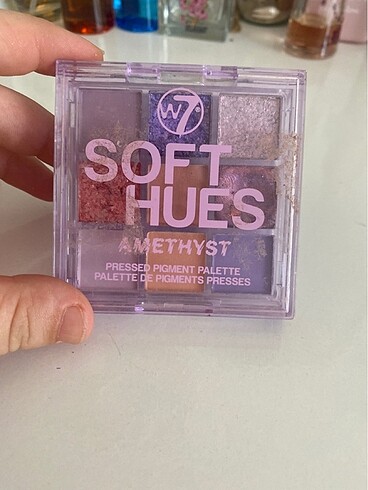 W7
SOFT
HUES
AMETHYST
PRESSED PIGMENT PALETTE
PALETTE DE PIGMENTS PRESSES